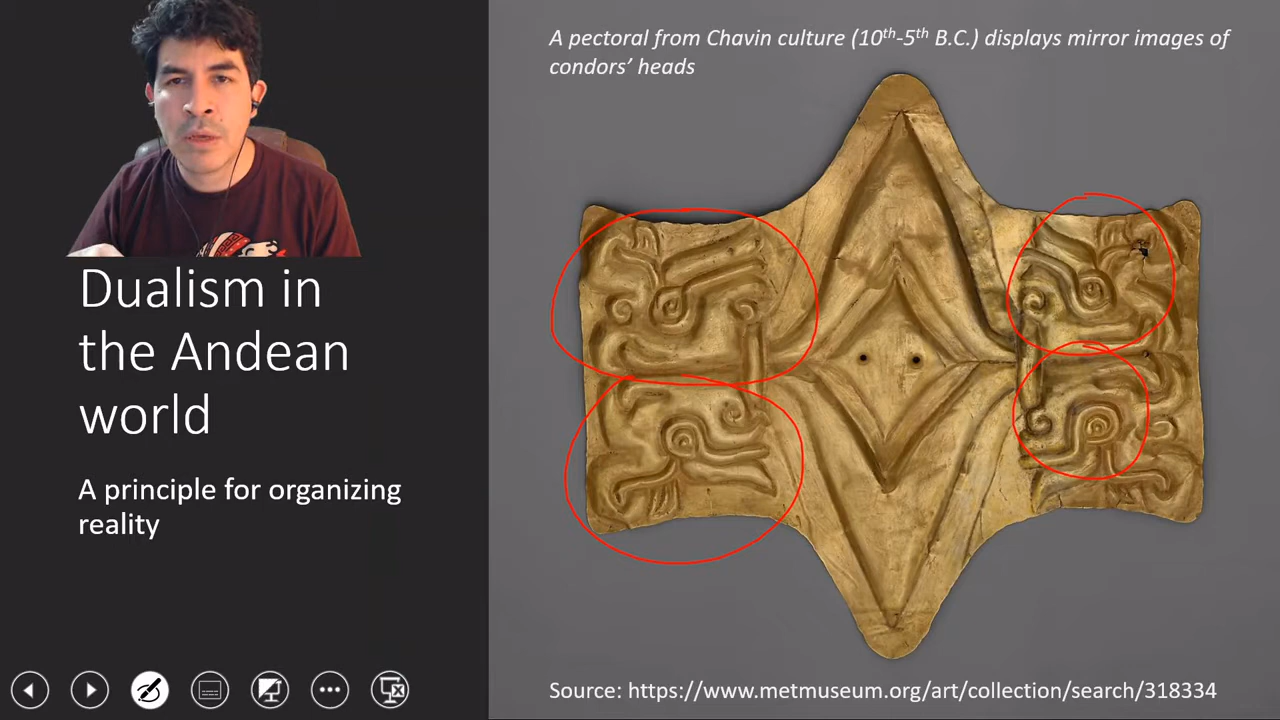 A pectoral from Chavin culture (10th-5th B.C.) displays mirror images of
condors’ heads
Dualism in
the Andean
world
A principle for organizing
reality
Source: https://www.metmuseum.org/art/collection/search/318334